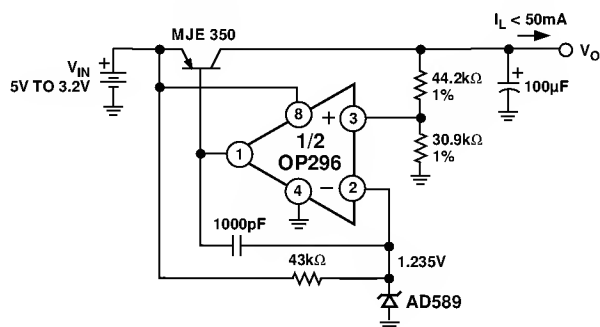 MJE 350
I_L < 50mA
V_IN
+
5V TO 3.2V
V_O
44.2kΩ
1%
+
100μF
8
+
3
1
1/2
OP296
30.9kΩ
1%
4
−
2
1000pF
1.235V
43kΩ
AD589